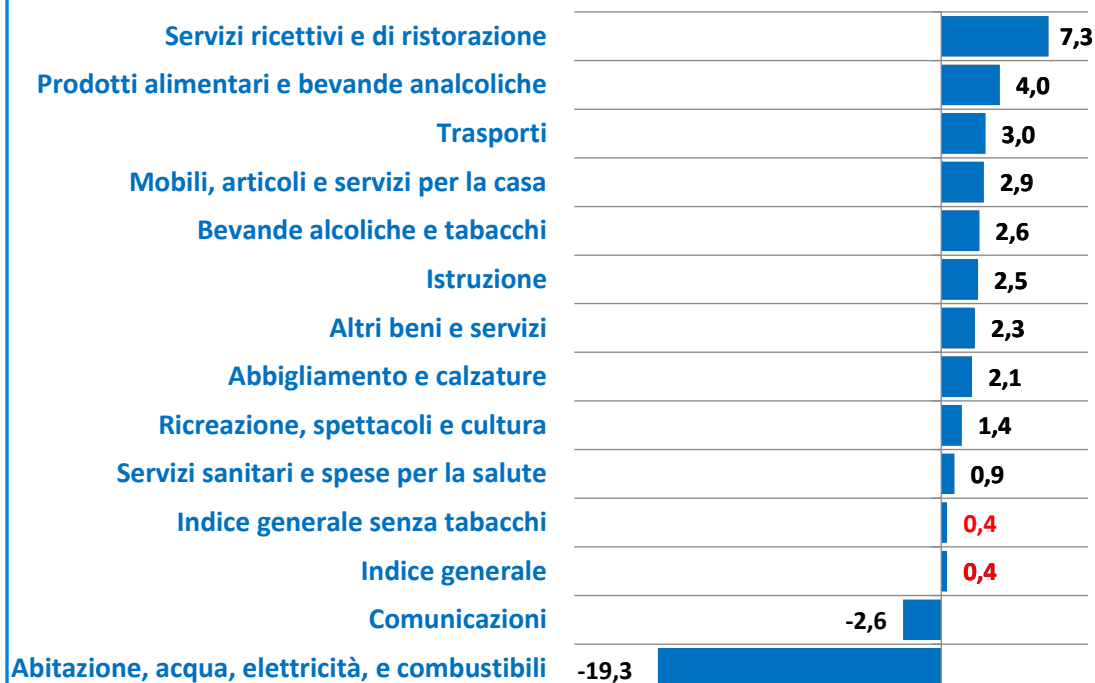 Servizi ricettivi e di ristorazione 7,3
Prodotti alimentari e bevande analcoliche 4,0
Trasporti 3,0
Mobili, articoli e servizi per la casa 2,9
Bevande alcoliche e tabacchi 2,6
Istruzione 2,5
Altri beni e servizi 2,3
Abbigliamento e calzature 2,1
Ricreazione, spettacoli e cultura 1,4
Servizi sanitari e spese per la salute 0,9
Indice generale senza tabacchi 0,4
Indice generale 0,4
Comunicazioni -2,6
Abitazione, acqua, elettricità, e combustibili -19,3